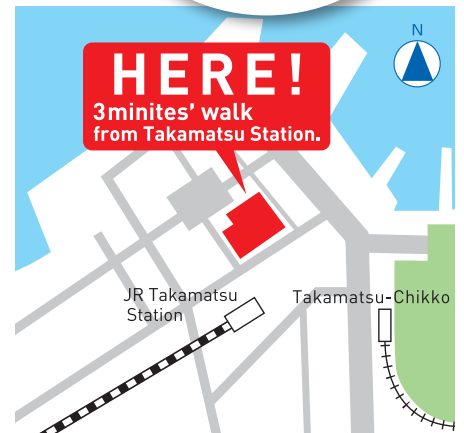 N
HERE!
3minites' walk
from Takamatsu Station.
JR Takamatsu
Station
Takamatsu-Chikko